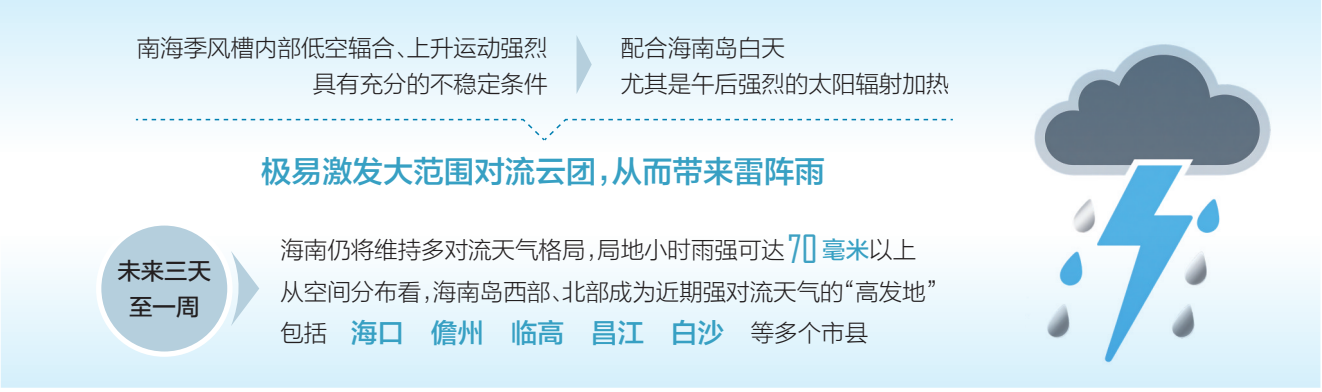 南海季风槽内部低空辐合、上升运动强烈
具有充分的不稳定条件
配合海南岛白天
尤其是午后强烈的太阳辐射加热
极易激发大范围对流云团，从而带来雷阵雨
未来三天
至一周
海南仍将维持多对流天气格局，局地小时雨强可达70毫米以上
从空间分布看，海南岛西部、北部成为近期强对流天气的“高发地”
包括 海口 儋州 临高 昌江 白沙 等多个市县